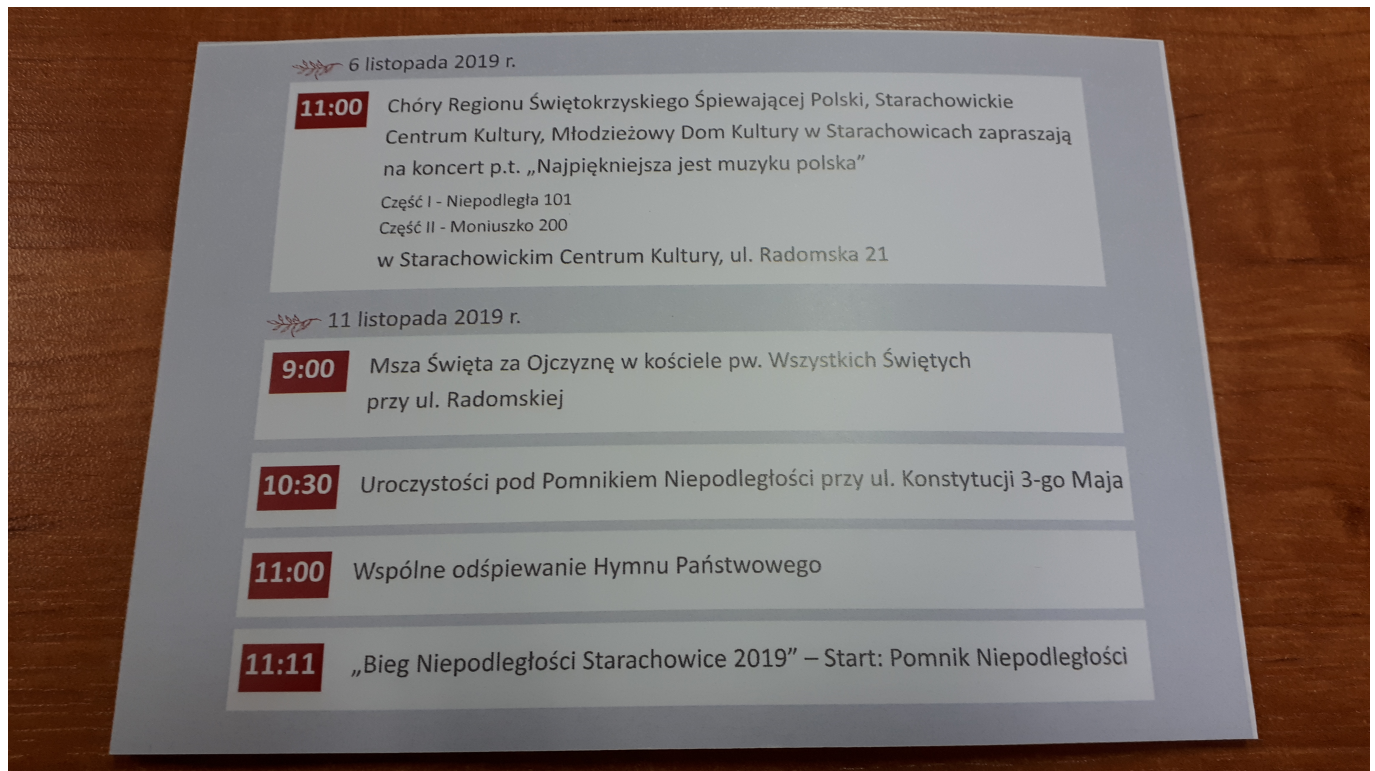 6 listopada 2019 r.
11:00 Chóry Regionu Świętokrzyskiego Śpiewającej Polski, Starachowickie
Centrum Kultury, Młodzieżowy Dom Kultury w Starachowicach zapraszają
na koncert p.t. „Najpiękniejsza jest muzyku polska”
Część I - Niepodległa 101
Część II - Moniuszko 200
w Starachowickim Centrum Kultury, ul. Radomska 21
11 listopada 2019 r.
9:00 Msza Święta za Ojczyznę w kościele pw. Wszystkich Świętych
przy ul. Radomskiej
10:30 Uroczystości pod Pomnikiem Niepodległości przy ul. Konstytucji 3-go Maja
11:00 Wspólne odśpiewanie Hymnu Państwowego
11:11 „Bieg Niepodległości Starachowice 2019” – Start: Pomnik Niepodległości